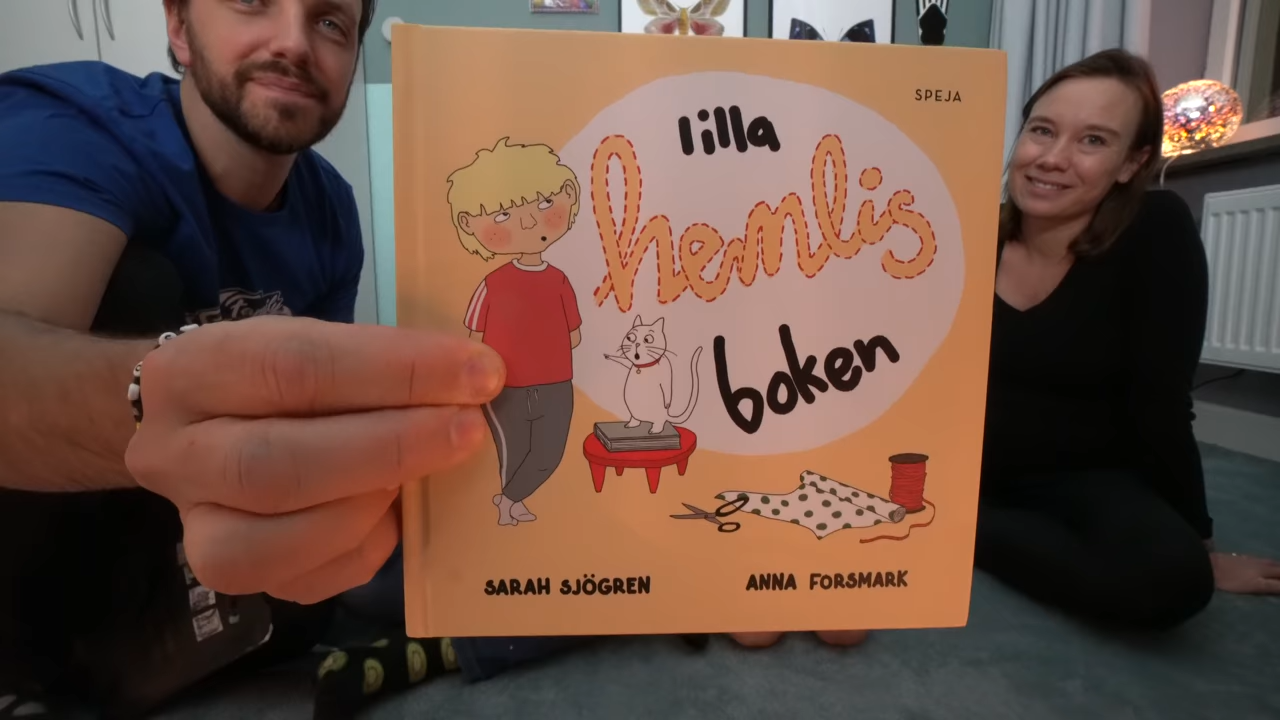 SPEJA
lilla
hemlis
boken
SARAH SJÖGREN
ANNA FORSMARK